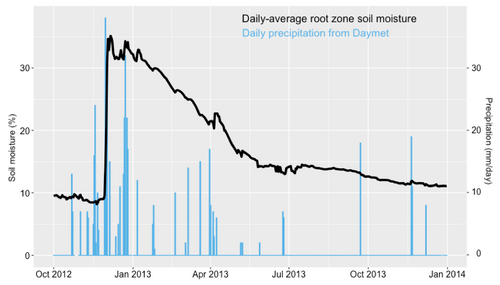 Daily-average root zone soil moisture
Daily precipitation from Daymet
Soil moisture (%)
30
20
10
0
30
20
10
0
Precipitation (mm/day)
Oct 2012 Jan 2013 Apr 2013 Jul 2013 Oct 2013 Jan 2014